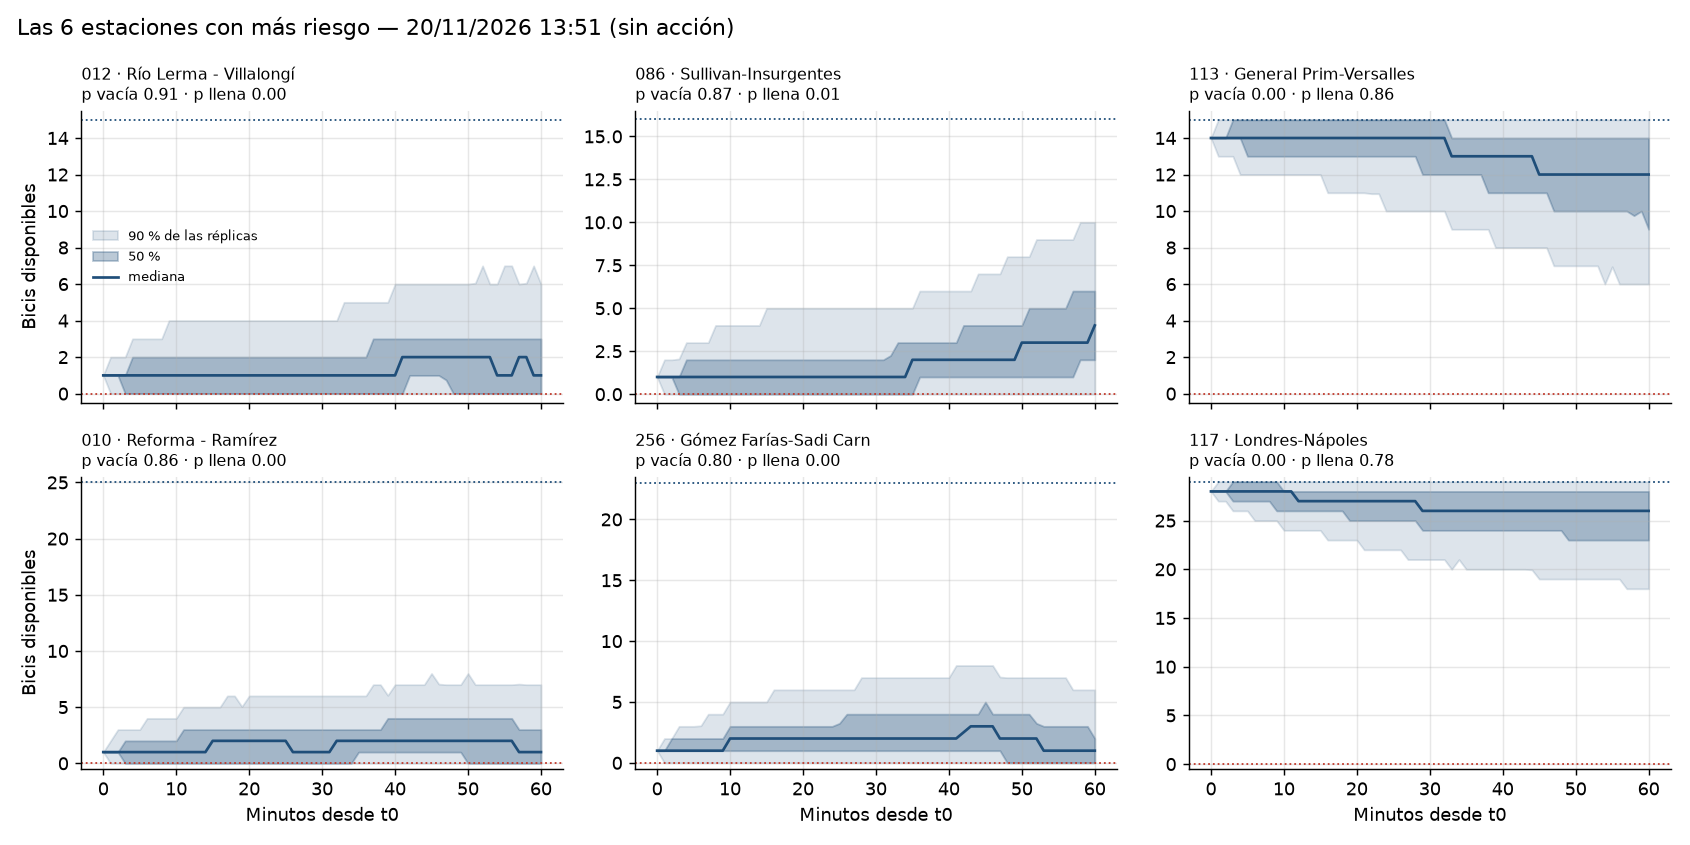 Las 6 estaciones con más riesgo — 20/11/2026 13:51 (sin acción)
012 · Río Lerma - Villalongí
p vacía 0.91 · p llena 0.00
14
12
10
8
6
4
2
0
Bicis disponibles
90 % de las réplicas
50 %
mediana
086 · Sullivan-Insurgentes
p vacía 0.87 · p llena 0.01
15.0
12.5
10.0
7.5
5.0
2.5
0.0
113 · General Prim-Versalles
p vacía 0.00 · p llena 0.86
14
12
10
8
6
4
2
0
010 · Reforma - Ramírez
p vacía 0.86 · p llena 0.00
25
20
15
10
5
0
Bicis disponibles
0 10 20 30 40 50 60
Minutos desde t0
256 · Gómez Farías-Sadi Carn
p vacía 0.80 · p llena 0.00
20
15
10
5
0
0 10 20 30 40 50 60
Minutos desde t0
117 · Londres-Nápoles
p vacía 0.00 · p llena 0.78
25
20
15
10
5
0
0 10 20 30 40 50 60
Minutos desde t0